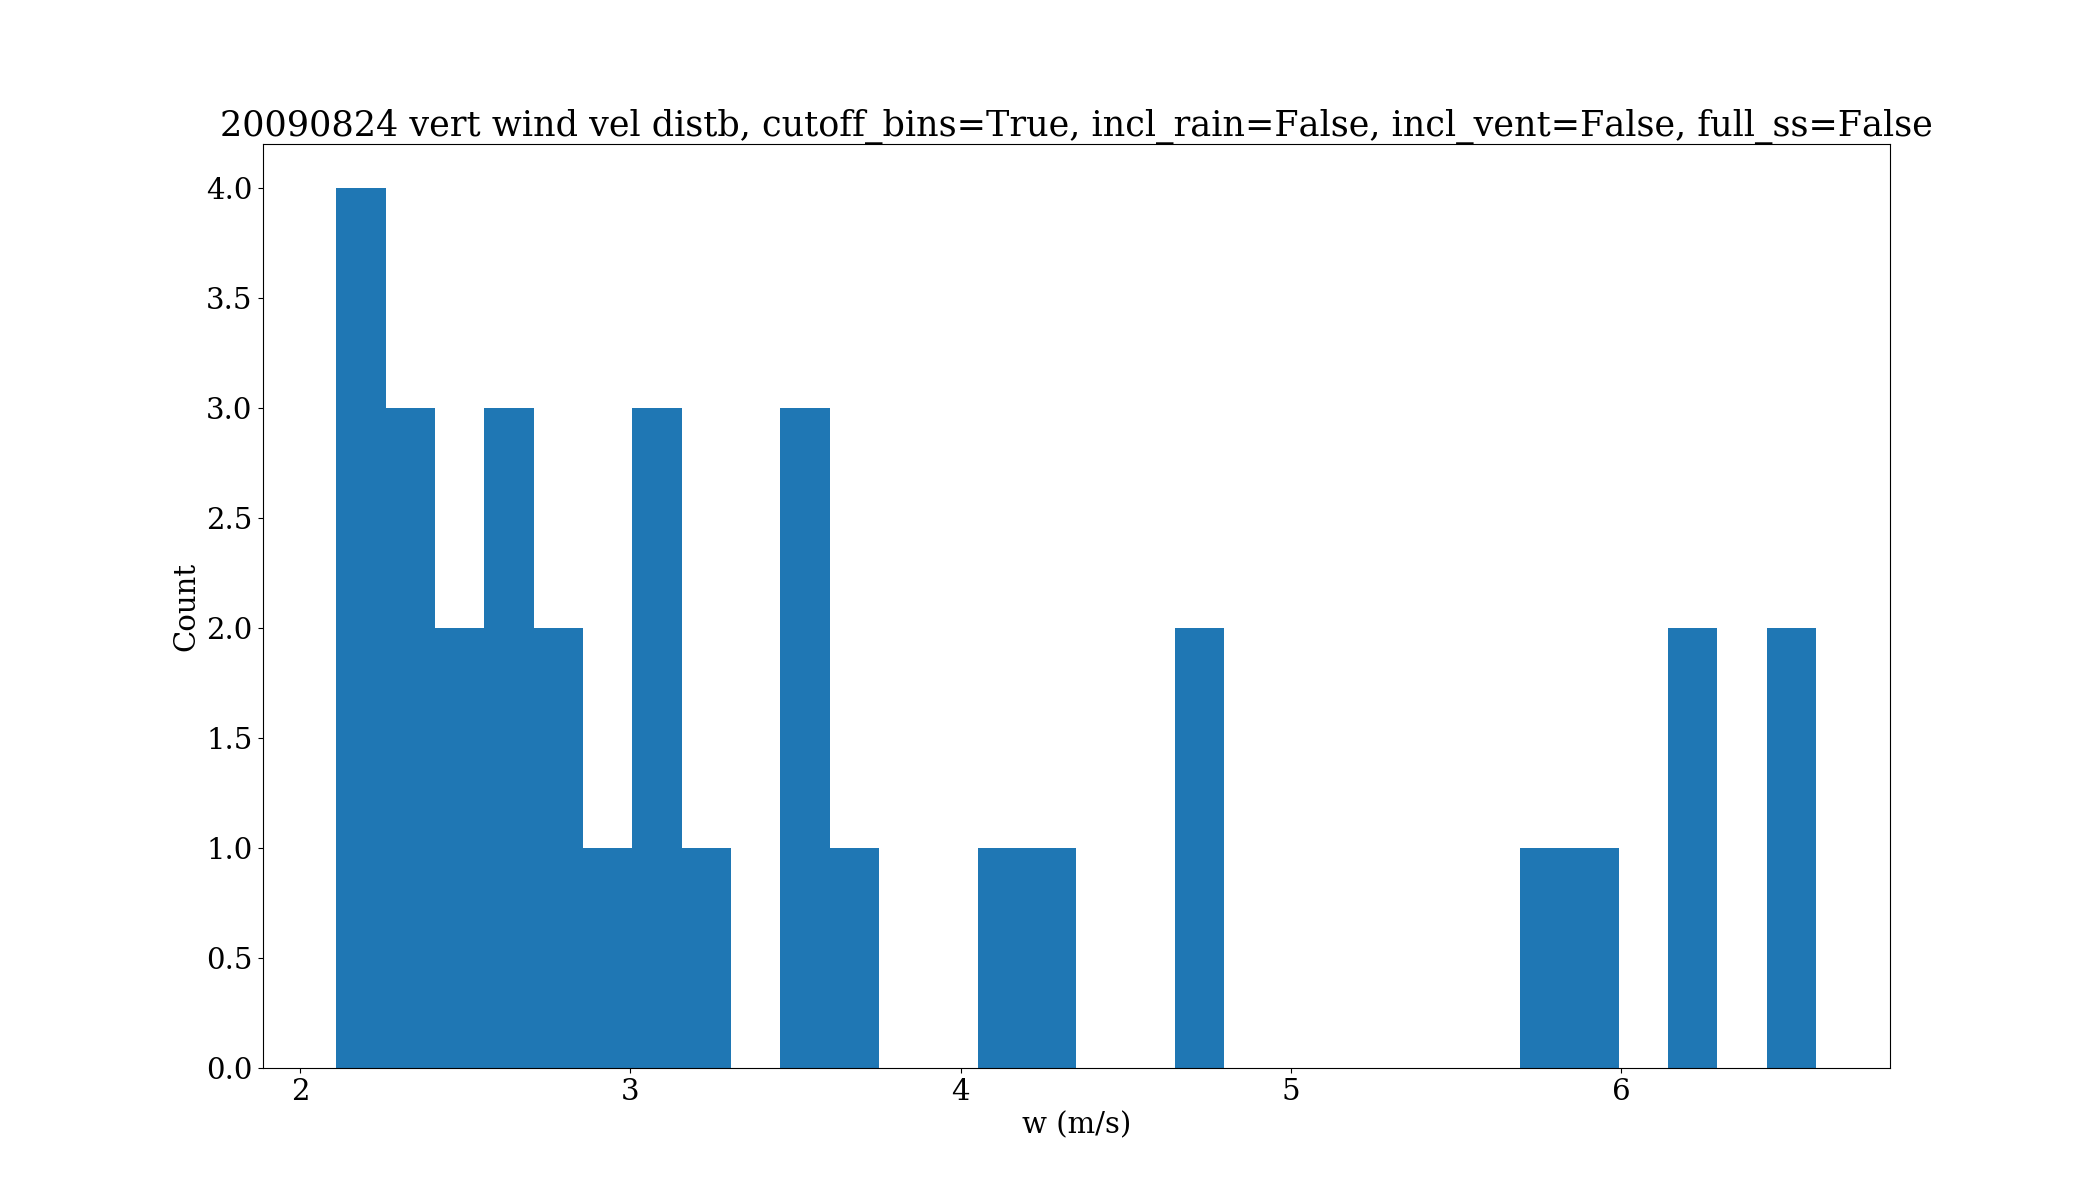 20090824 vert wind vel distb, cutoff_bins=True, incl_rain=False, incl_vent=False, full_ss=False
4.0
3.5
3.0
2.5
2.0
1.5
1.0
0.5
0.0
Count
2 3 4 5 6
w (m/s)